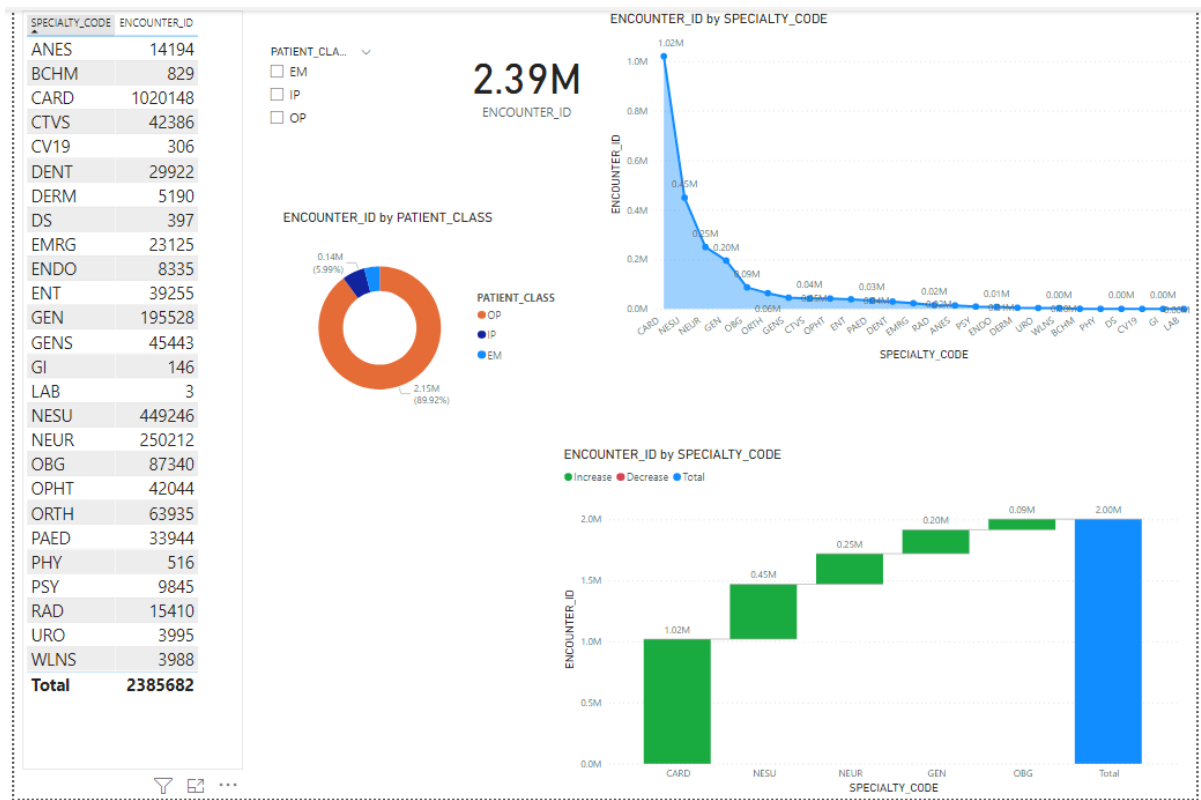 SPECIALTY_CODE ENCOUNTER_ID
ANES 14194
BCHM 829
CARD 1020148
CTVS 42386
CV19 306
DENT 29922
DERM 5190
DS 397
EMRG 23125
ENDO 8335
ENT 39255
GEN 195528
GENS 45443
GI 146
LAB 3
NESU 449246
NEUR 250212
OBG 87340
OPHT 42044
ORTH 63935
PAED 33944
PHY 516
PSY 9845
RAD 15410
URO 3995
WLNS 3988
Total 2385682
PATIENT_CLA...
EM
IP
OP
2.39M
ENCOUNTER_ID
ENCOUNTER_ID by PATIENT_CLASS
0.14M
(5.99%)
2.15M
(89.92%)
PATIENT_CLASS
OP
IP
EM
ENCOUNTER_ID by SPECIALTY_CODE
ENCOUNTER_ID
1.0M
0.8M
0.6M
0.4M
0.2M
0.0M
1.02M
0.45M
0.25M
0.20M
0.09M
0.06M
0.04M
0.05M
0.03M
0.04M
0.02M
0.01M
0.00M
0.00M
0.00M
CARD NESU NEUR GEN OBG ORTH GENS CTVS OPHT ENT PAED DENT EMRG RAD ANES PSY ENDO DERM URO WLNS BCHM PHY DS CV19 GI LAB
SPECIALTY_CODE
ENCOUNTER_ID by SPECIALTY_CODE
Increase Decrease Total
ENCOUNTER_ID
2.0M
1.5M
1.0M
0.5M
0.0M
1.02M
0.45M
0.25M
0.20M
0.09M
2.00M
CARD NESU NEUR GEN OBG Total
SPECIALTY_CODE